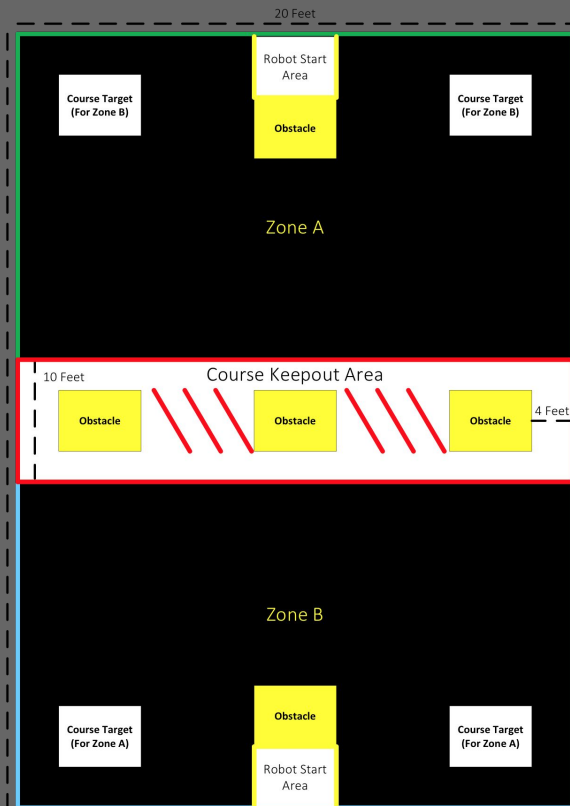 20 Feet
Robot Start
Area
Course Target
(For Zone B)
Course Target
(For Zone B)
Obstacle
Zone A
10 Feet
Course Keepout Area
Obstacle
Obstacle
Obstacle
4 Feet
Zone B
Obstacle
Course Target
(For Zone A)
Course Target
(For Zone A)
Robot Start
Area